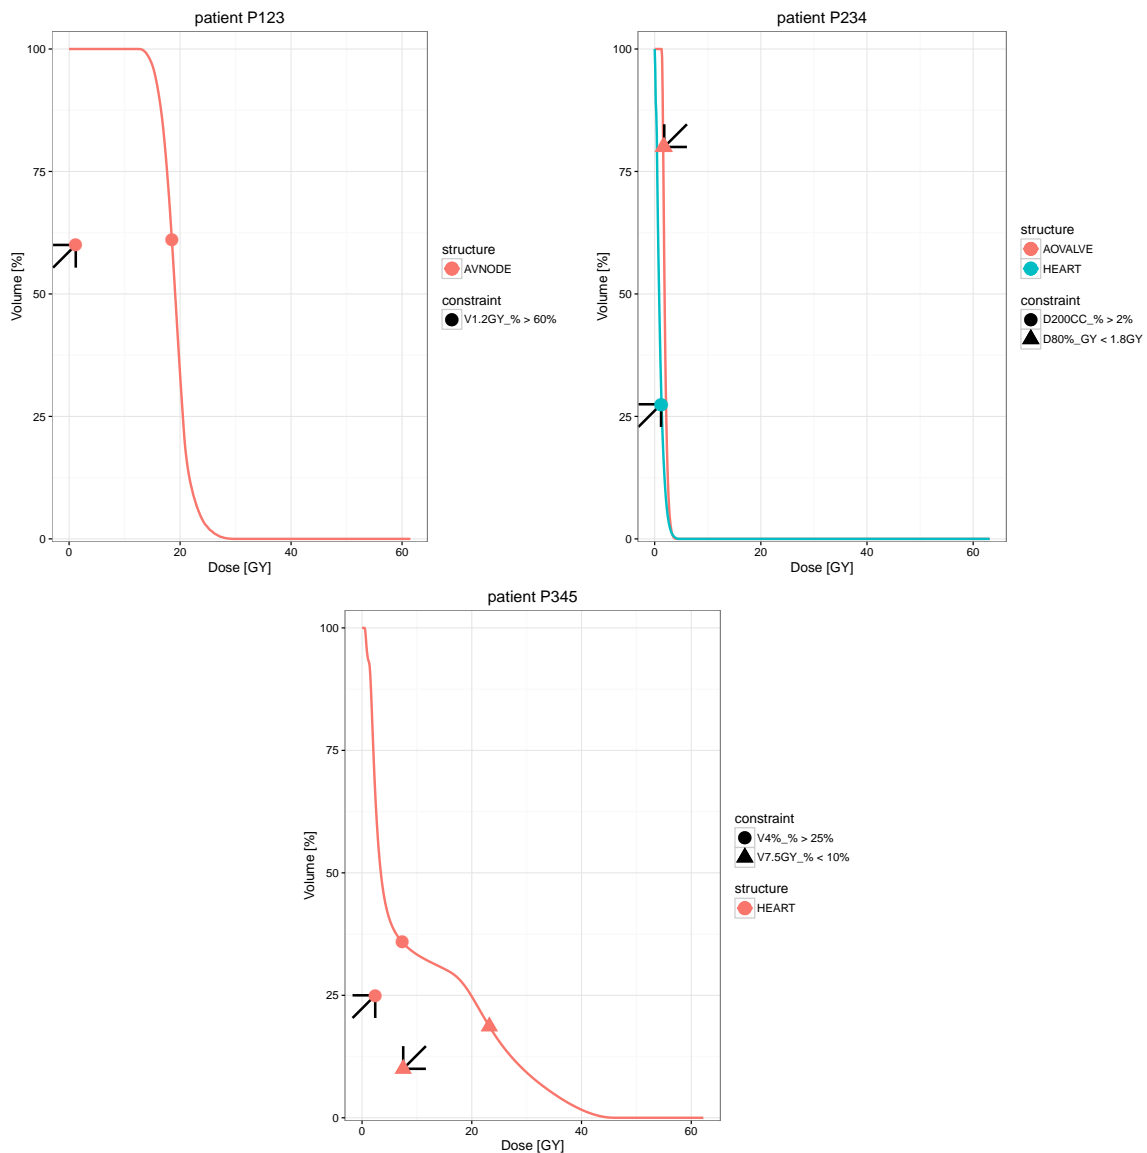 patient P123
100
75
50
25
0
Volume [%]
0 20 40 60
Dose [GY]
structure
AVNODE
constraint
V1.2GY_% > 60%
patient P234
100
75
50
25
0
Volume [%]
0 20 40 60
Dose [GY]
structure
AOVALVE
HEART
constraint
D200CC_% > 2%
D80%_GY < 1.8GY
patient P345
100
75
50
25
0
Volume [%]
0 20 40 60
Dose [GY]
constraint
V4%_% > 25%
V7.5GY_% < 10%
structure
HEART